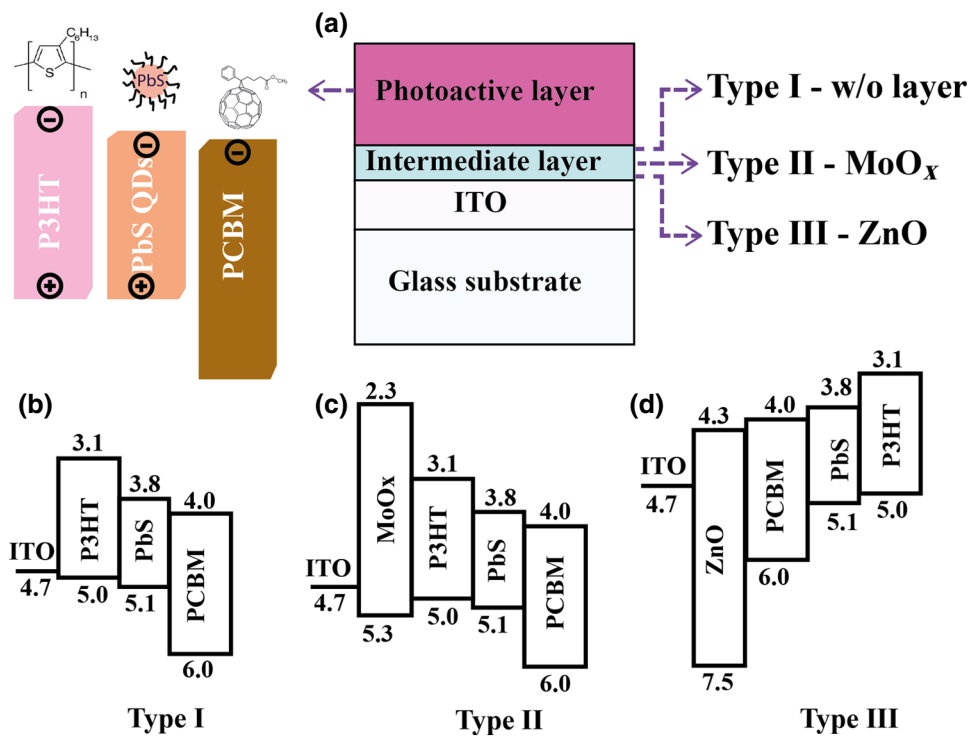 (a)
C₆H₁₃
S
n
PbS
O
O
CH₃
P3HT
PbS QDs
PCBM
Photoactive layer
Intermediate layer
ITO
Glass substrate
Type I - w/o layer
Type II - MoOₓ
Type III - ZnO
(b)
3.1
3.8
4.0
ITO
4.7
P3HT
PbS
PCBM
5.0
5.1
6.0
Type I
(c)
2.3
3.1
3.8
4.0
ITO
4.7
MoOx
P3HT
PbS
PCBM
5.3
5.0
5.1
6.0
Type II
(d)
4.3
4.0
3.8
3.1
ITO
4.7
ZnO
PCBM
PbS
P3HT
7.5
6.0
5.1
5.0
Type III